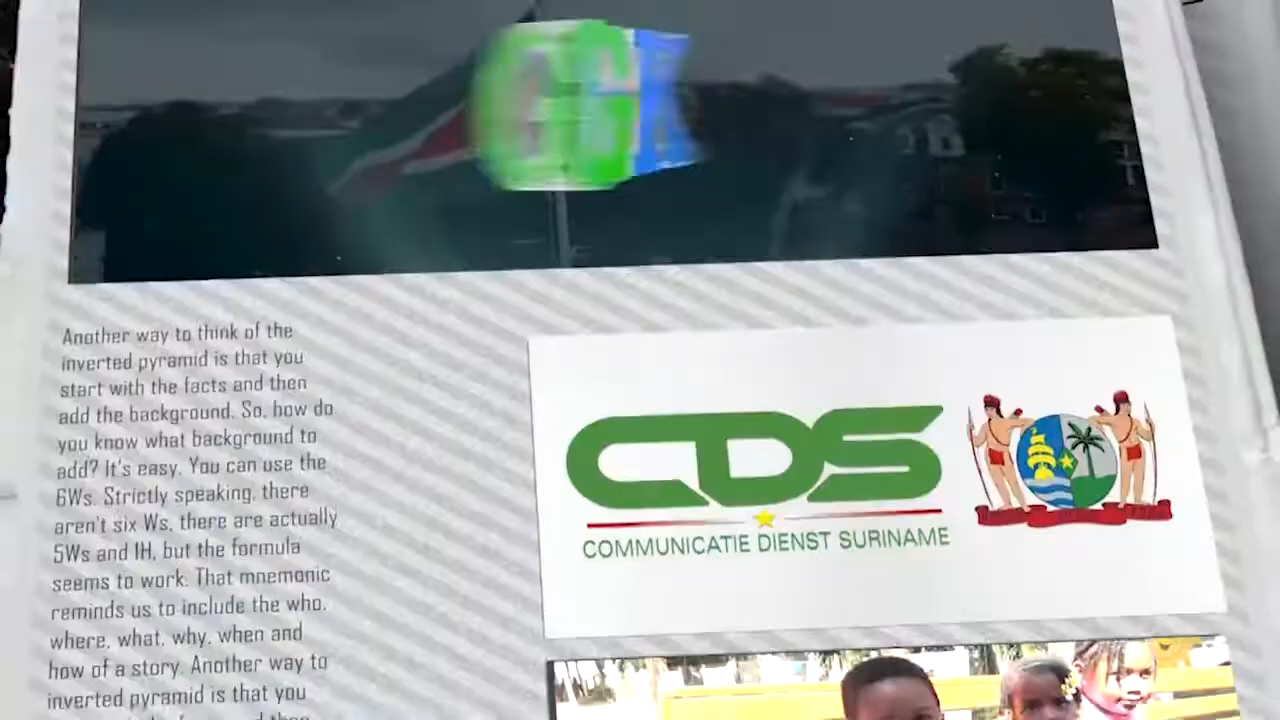 Another way to think of the
inverted pyramid is that you
start with the facts and then
add the background. So, how do
you know what background to
add? It's easy. You can use the
6Ws. Strictly speaking, there
aren't six Ws, there are actually
5Ws and 1H, but the formula
seems to work. That mnemonic
reminds us to include the who,
where, what, why, when and
how of a story. Another way to
inverted pyramid is that you
CDS
COMMUNICATIE DIENST SURINAME